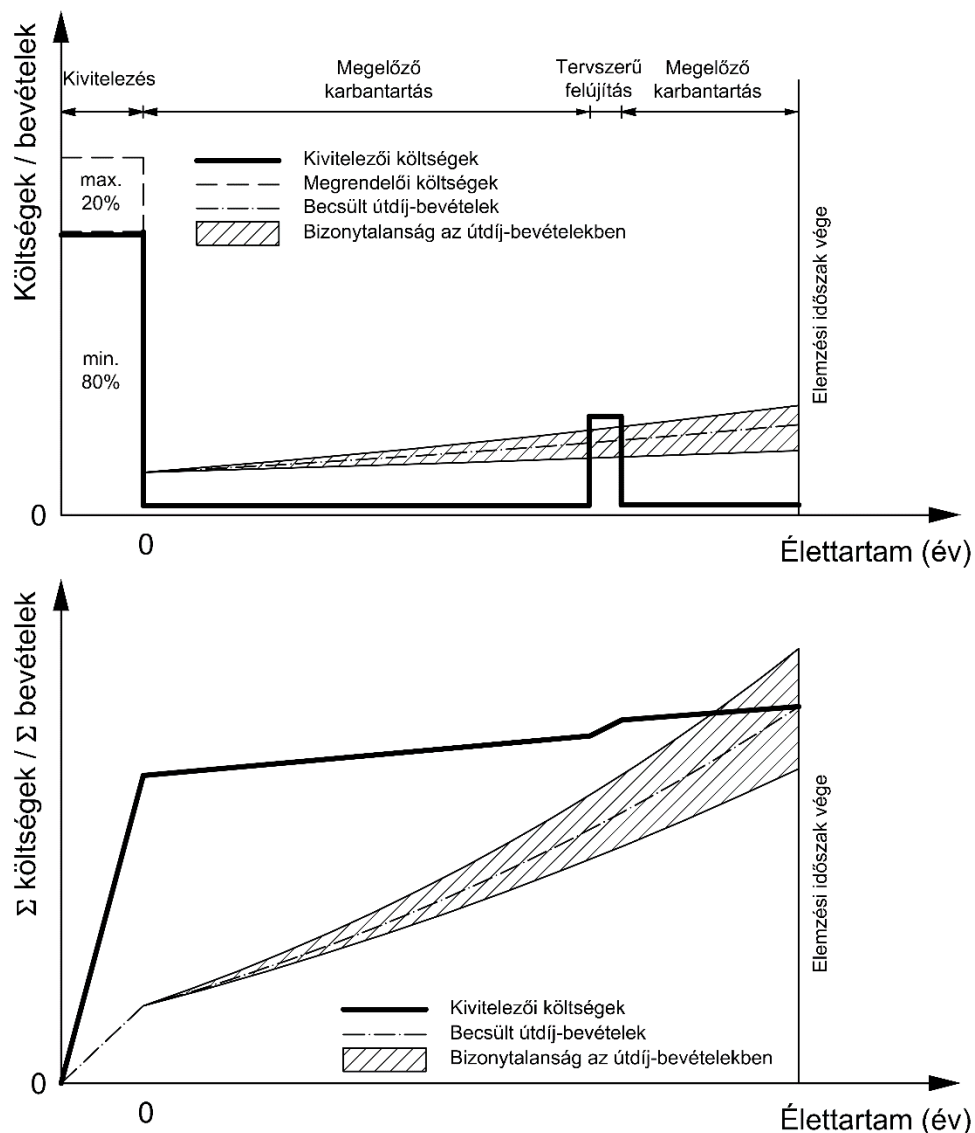 Költségek / bevételek
Kivitelezés
Megelőző
karbantartás
Tervszerű
felújítás
Megelőző
karbantartás
max.
20%
min.
80%
Kivitelezői költségek
Megrendelői költségek
Becsült útdíj-bevételek
Bizonytalanság az útdíj-bevételekben
Elemzési időszak vége
0
0
Élettartam (év)
Σ költségek / Σ bevételek
Kivitelezői költségek
Becsült útdíj-bevételek
Bizonytalanság az útdíj-bevételekben
Elemzési időszak vége
0
0
Élettartam (év)